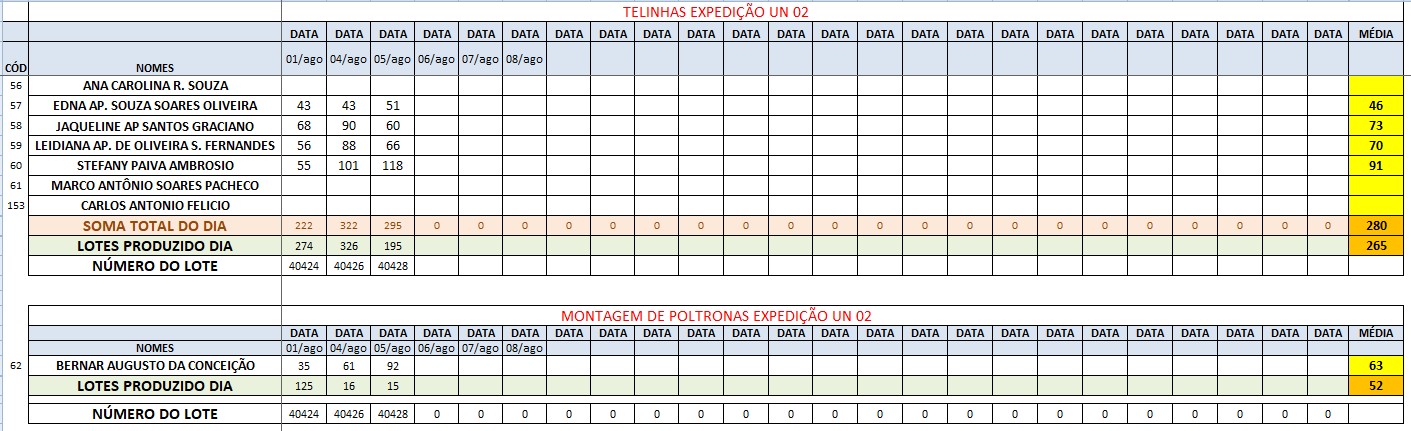 TELINHAS EXPEDIÇÃO UN 02
DATA DATA DATA DATA DATA DATA DATA DATA DATA DATA DATA DATA DATA DATA DATA DATA DATA DATA DATA DATA DATA DATA DATA DATA MÉDIA
CÓD NOMES 01/ago 04/ago 05/ago 06/ago 07/ago 08/ago
56 ANA CAROLINA R. SOUZA
57 EDNA AP. SOUZA SOARES OLIVEIRA 43 43 51 46
58 JAQUELINE AP SANTOS GRACIANO 68 90 60 73
59 LEIDIANA AP. DE OLIVEIRA S. FERNANDES 56 88 66 70
60 STEFANY PAIVA AMBROSIO 55 101 118 91
61 MARCO ANTÔNIO SOARES PACHECO
153 CARLOS ANTONIO FELICIO
SOMA TOTAL DO DIA 222 322 295 0 0 0 0 0 0 0 0 0 0 0 0 0 0 0 0 0 0 0 0 0 280
LOTES PRODUZIDO DIA 274 326 195 265
NÚMERO DO LOTE 40424 40426 40428
MONTAGEM DE POLTRONAS EXPEDIÇÃO UN 02
DATA DATA DATA DATA DATA DATA DATA DATA DATA DATA DATA DATA DATA DATA DATA DATA DATA DATA DATA DATA DATA DATA DATA DATA MÉDIA
NOMES 01/ago 04/ago 05/ago 06/ago 07/ago 08/ago
62 BERNAR AUGUSTO DA CONCEIÇÃO 35 61 92 63
LOTES PRODUZIDO DIA 125 16 15 52
NÚMERO DO LOTE 40424 40426 40428 0 0 0 0 0 0 0 0 0 0 0 0 0 0 0 0 0 0 0 0 0